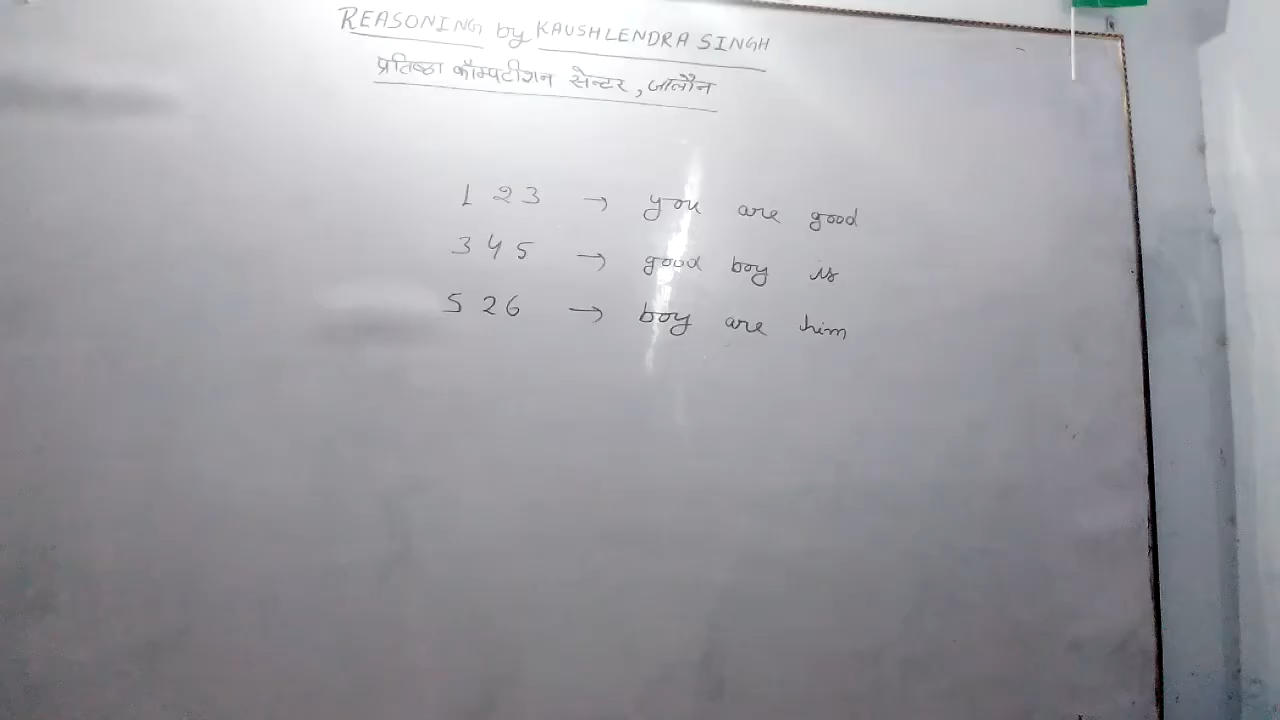 REASONING by KAUSHLENDRA SINGH
प्रतिष्ठा कॉम्पटीशन सेन्टर, जालौन
1 2 3 → you are good
3 4 5 → good boy is
5 2 6 → boy are him